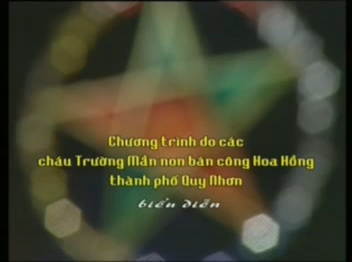 Chương trình do các
cháu Trường Mần non bán công Hoa Hồng
thành phố Quy Nhơn
biểu diễn